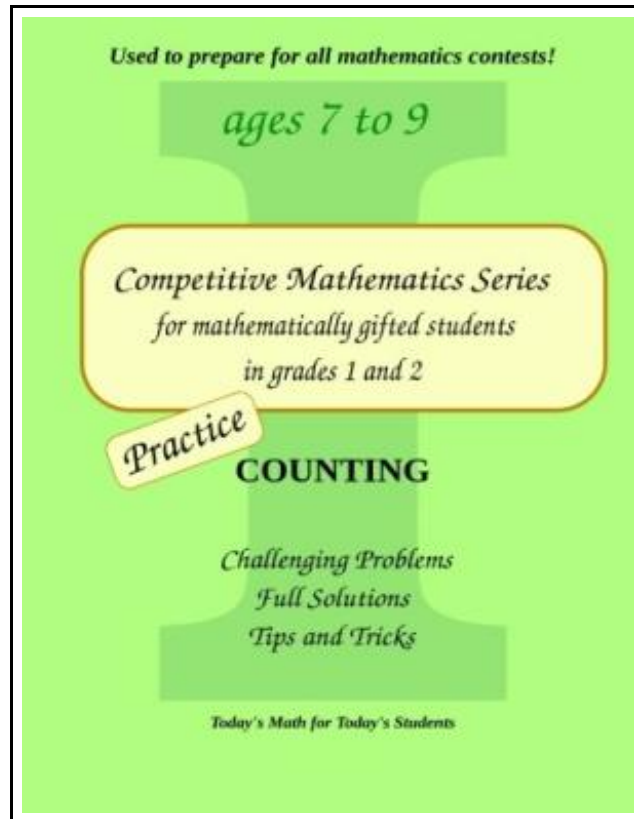 Used to prepare for all mathematics contests!
ages 7 to 9
Competitive Mathematics Series
for mathematically gifted students
in grades 1 and 2
Practice
COUNTING
Challenging Problems
Full Solutions
Tips and Tricks
Today's Math for Today's Students